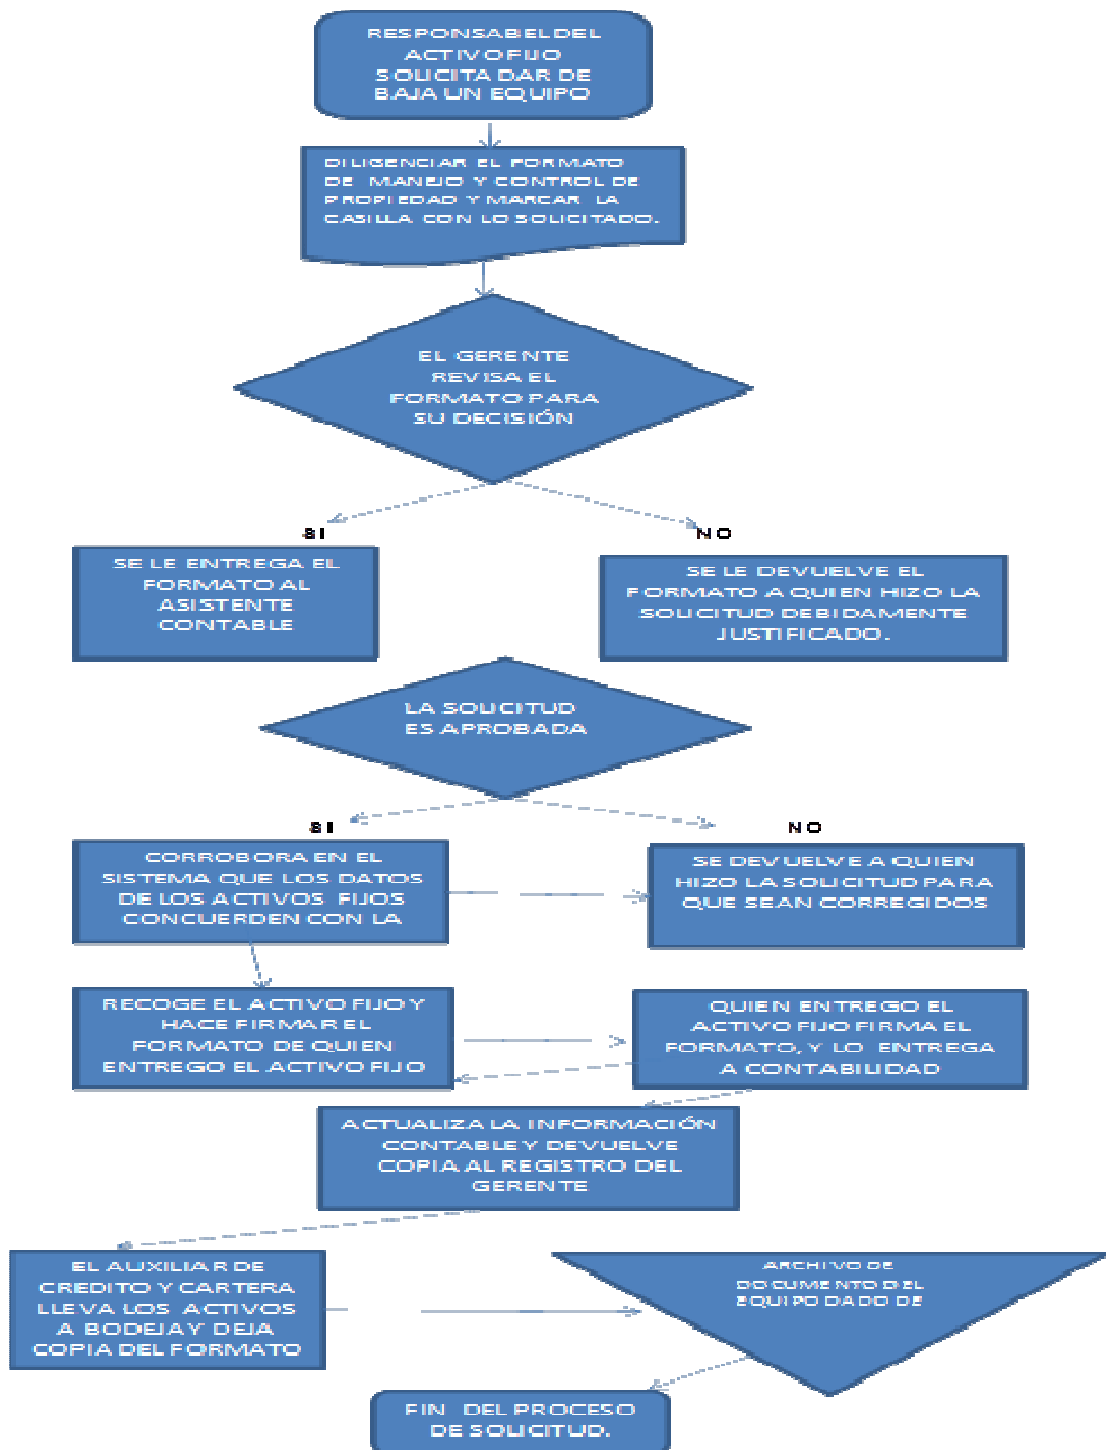 RESPONSABEL DEL
ACTIVO FIJO
SOLICITA DAR DE
BAJA UN EQUIPO
DILIGENCIAR EL FORMATO
DE MANEJO Y CONTROL DE
PROPIEDAD Y MARCAR LA
CASILLA CON LO SOLICITADO.
EL GERENTE
REVISA EL
FORMATO PARA
SU DECISIÓN
SI
NO
SE LE ENTREGA EL
FORMATO AL
ASISTENTE
CONTABLE
SE LE DEVUELVE EL
FORMATO A QUIEN HIZO LA
SOLICITUD DEBIDAMENTE
JUSTIFICADO.
LA SOLICITUD
ES APROBADA
SI
NO
CORROBORA EN EL
SISTEMA QUE LOS DATOS
DE LOS ACTIVOS FIJOS
CONCUERDEN CON LA
SE DEVUELVE A QUIEN
HIZO LA SOLICITUD PARA
QUE SEAN CORREGIDOS
RECOGE EL ACTIVO FIJO Y
HACE FIRMAR EL
FORMATO DE QUIEN
ENTREGO EL ACTIVO FIJO
QUIEN ENTREGO EL
ACTIVO FIJO FIRMA EL
FORMATO, Y LO ENTREGA
A CONTABILIDAD
ACTUALIZA LA INFORMACIÓN
CONTABLE Y DEVUELVE
COPIA AL REGISTRO DEL
GERENTE
EL AUXILIAR DE
CREDITO Y CARTERA
LLEVA LOS ACTIVOS
A BODEJA Y DEJA
COPIA DEL FORMATO
ARCHIVO DE
DOCUMENTO DEL
EQUIPO DADO DE
FIN DEL PROCESO
DE SOLICITUD.